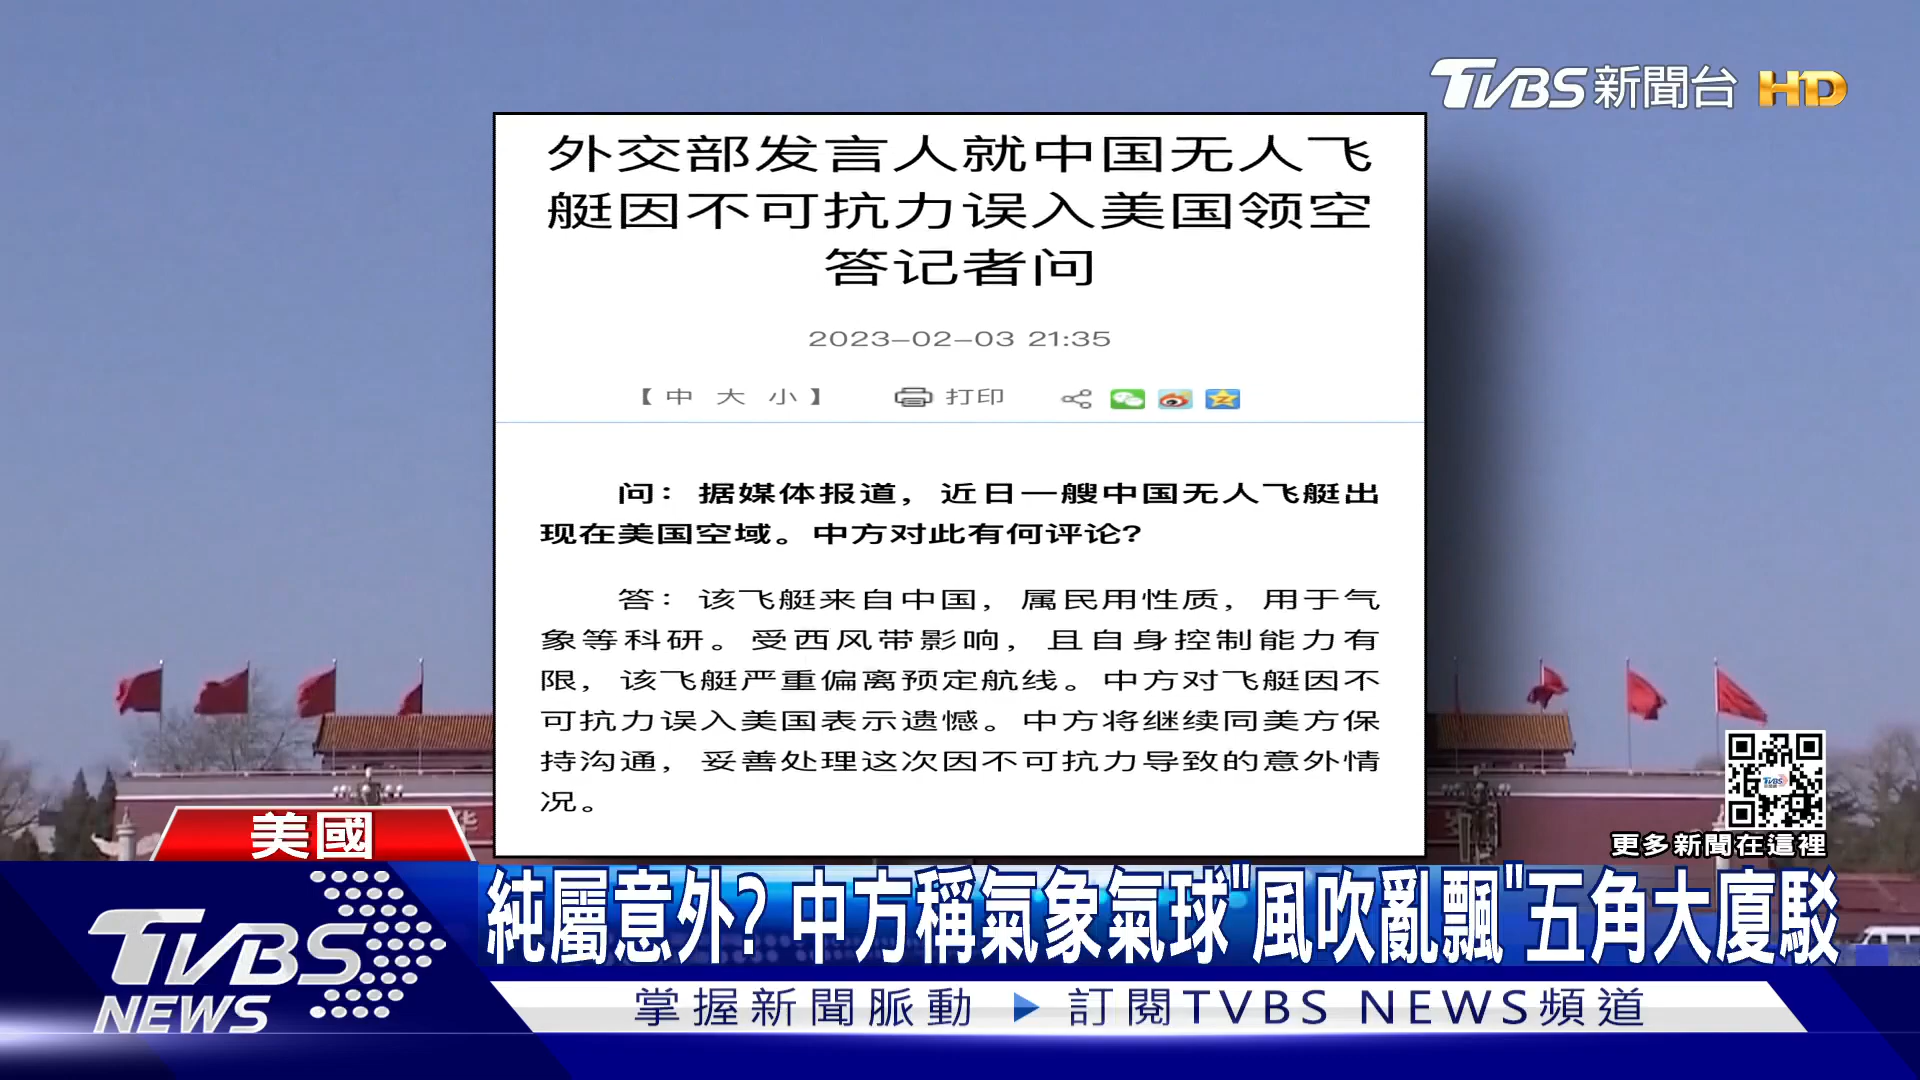 TVBS新聞台 HD
外交部发言人就中国无人飞
艇因不可抗力误入美国领空
答记者问
2023-02-03 21:35
【 中 大 小 】 打印
问：据媒体报道，近日一艘中国无人飞艇出
现在美国空域。中方对此有何评论?
答：该飞艇来自中国，属民用性质，用于气
象等科研。受西风带影响，且自身控制能力有
限，该飞艇严重偏离预定航线。中方对飞艇因不
可抗力误入美国表示遗憾。中方将继续同美方保
持沟通，妥善处理这次因不可抗力导致的意外情
况。
更多新聞在這裡
美國
純屬意外? 中方稱氣象氣球"風吹亂飄"五角大廈駁
TVBS
NEWS
掌握新聞脈動 ▶ 訂閱TVBS NEWS頻道